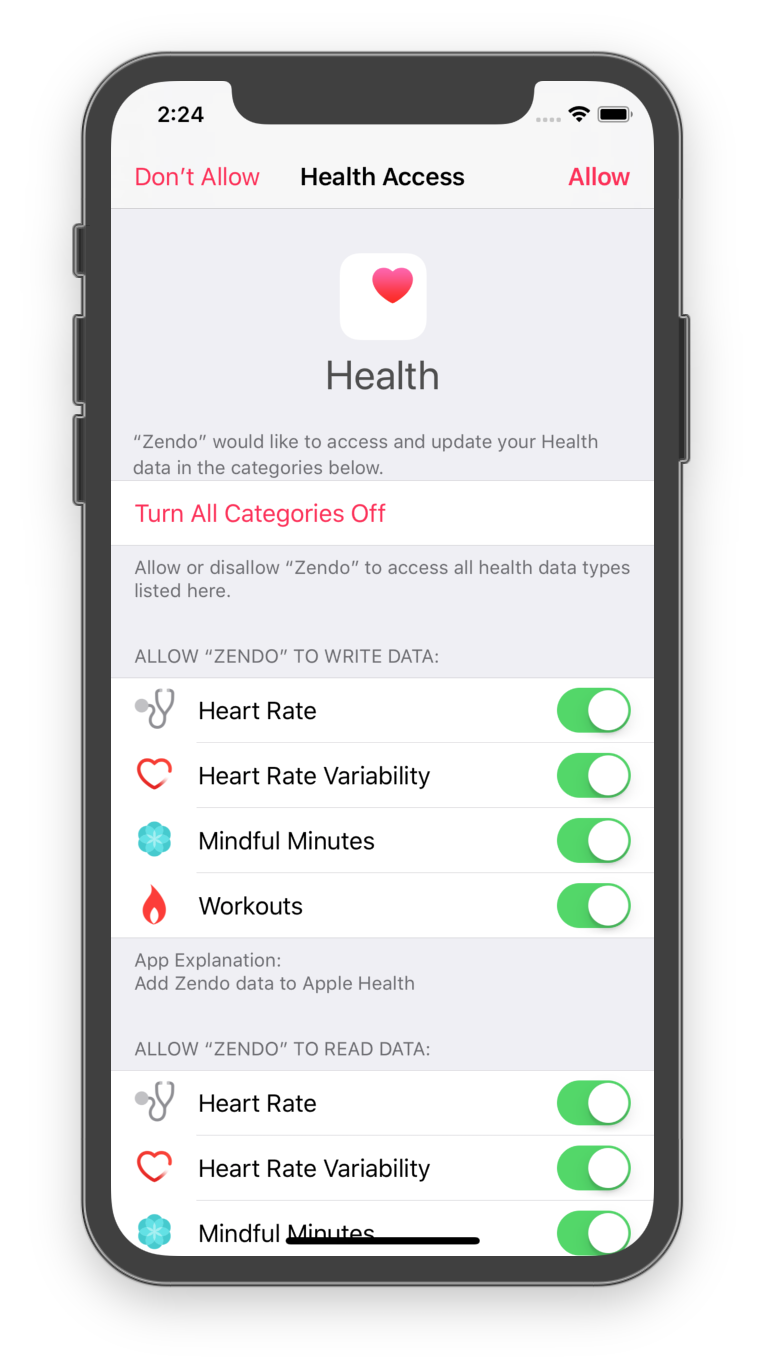 2:24
Don’t Allow Health Access Allow
Health
“Zendo” would like to access and update your Health
data in the categories below.
Turn All Categories Off
Allow or disallow “Zendo” to access all health data types
listed here.
ALLOW “ZENDO” TO WRITE DATA:
Heart Rate
Heart Rate Variability
Mindful Minutes
Workouts
App Explanation:
Add Zendo data to Apple Health
ALLOW “ZENDO” TO READ DATA:
Heart Rate
Heart Rate Variability
Mindful Minutes